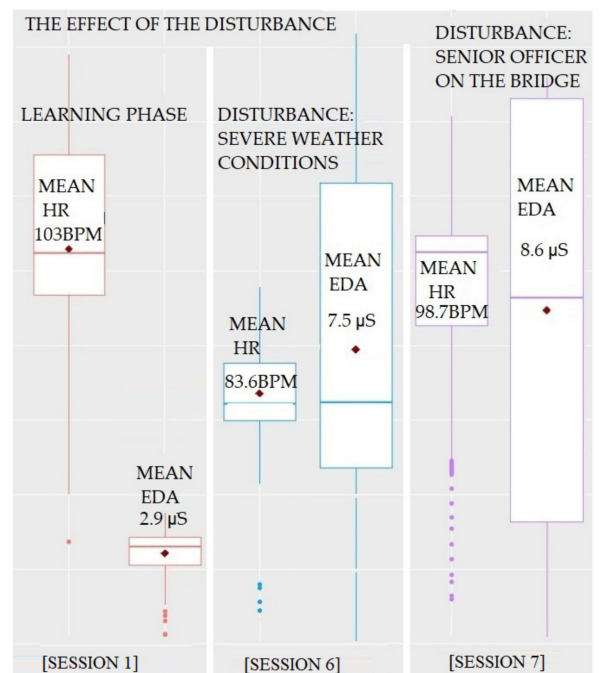 THE EFFECT OF THE DISTURBANCE
LEARNING PHASE
MEAN
HR
103BPM
MEAN
EDA
2.9 µS
[SESSION 1]
DISTURBANCE:
SEVERE WEATHER
CONDITIONS
MEAN
HR
83.6BPM
MEAN
EDA
7.5 µS
[SESSION 6]
DISTURBANCE:
SENIOR OFFICER
ON THE BRIDGE
MEAN
HR
98.7BPM
MEAN
EDA
8.6 µS
[SESSION 7]